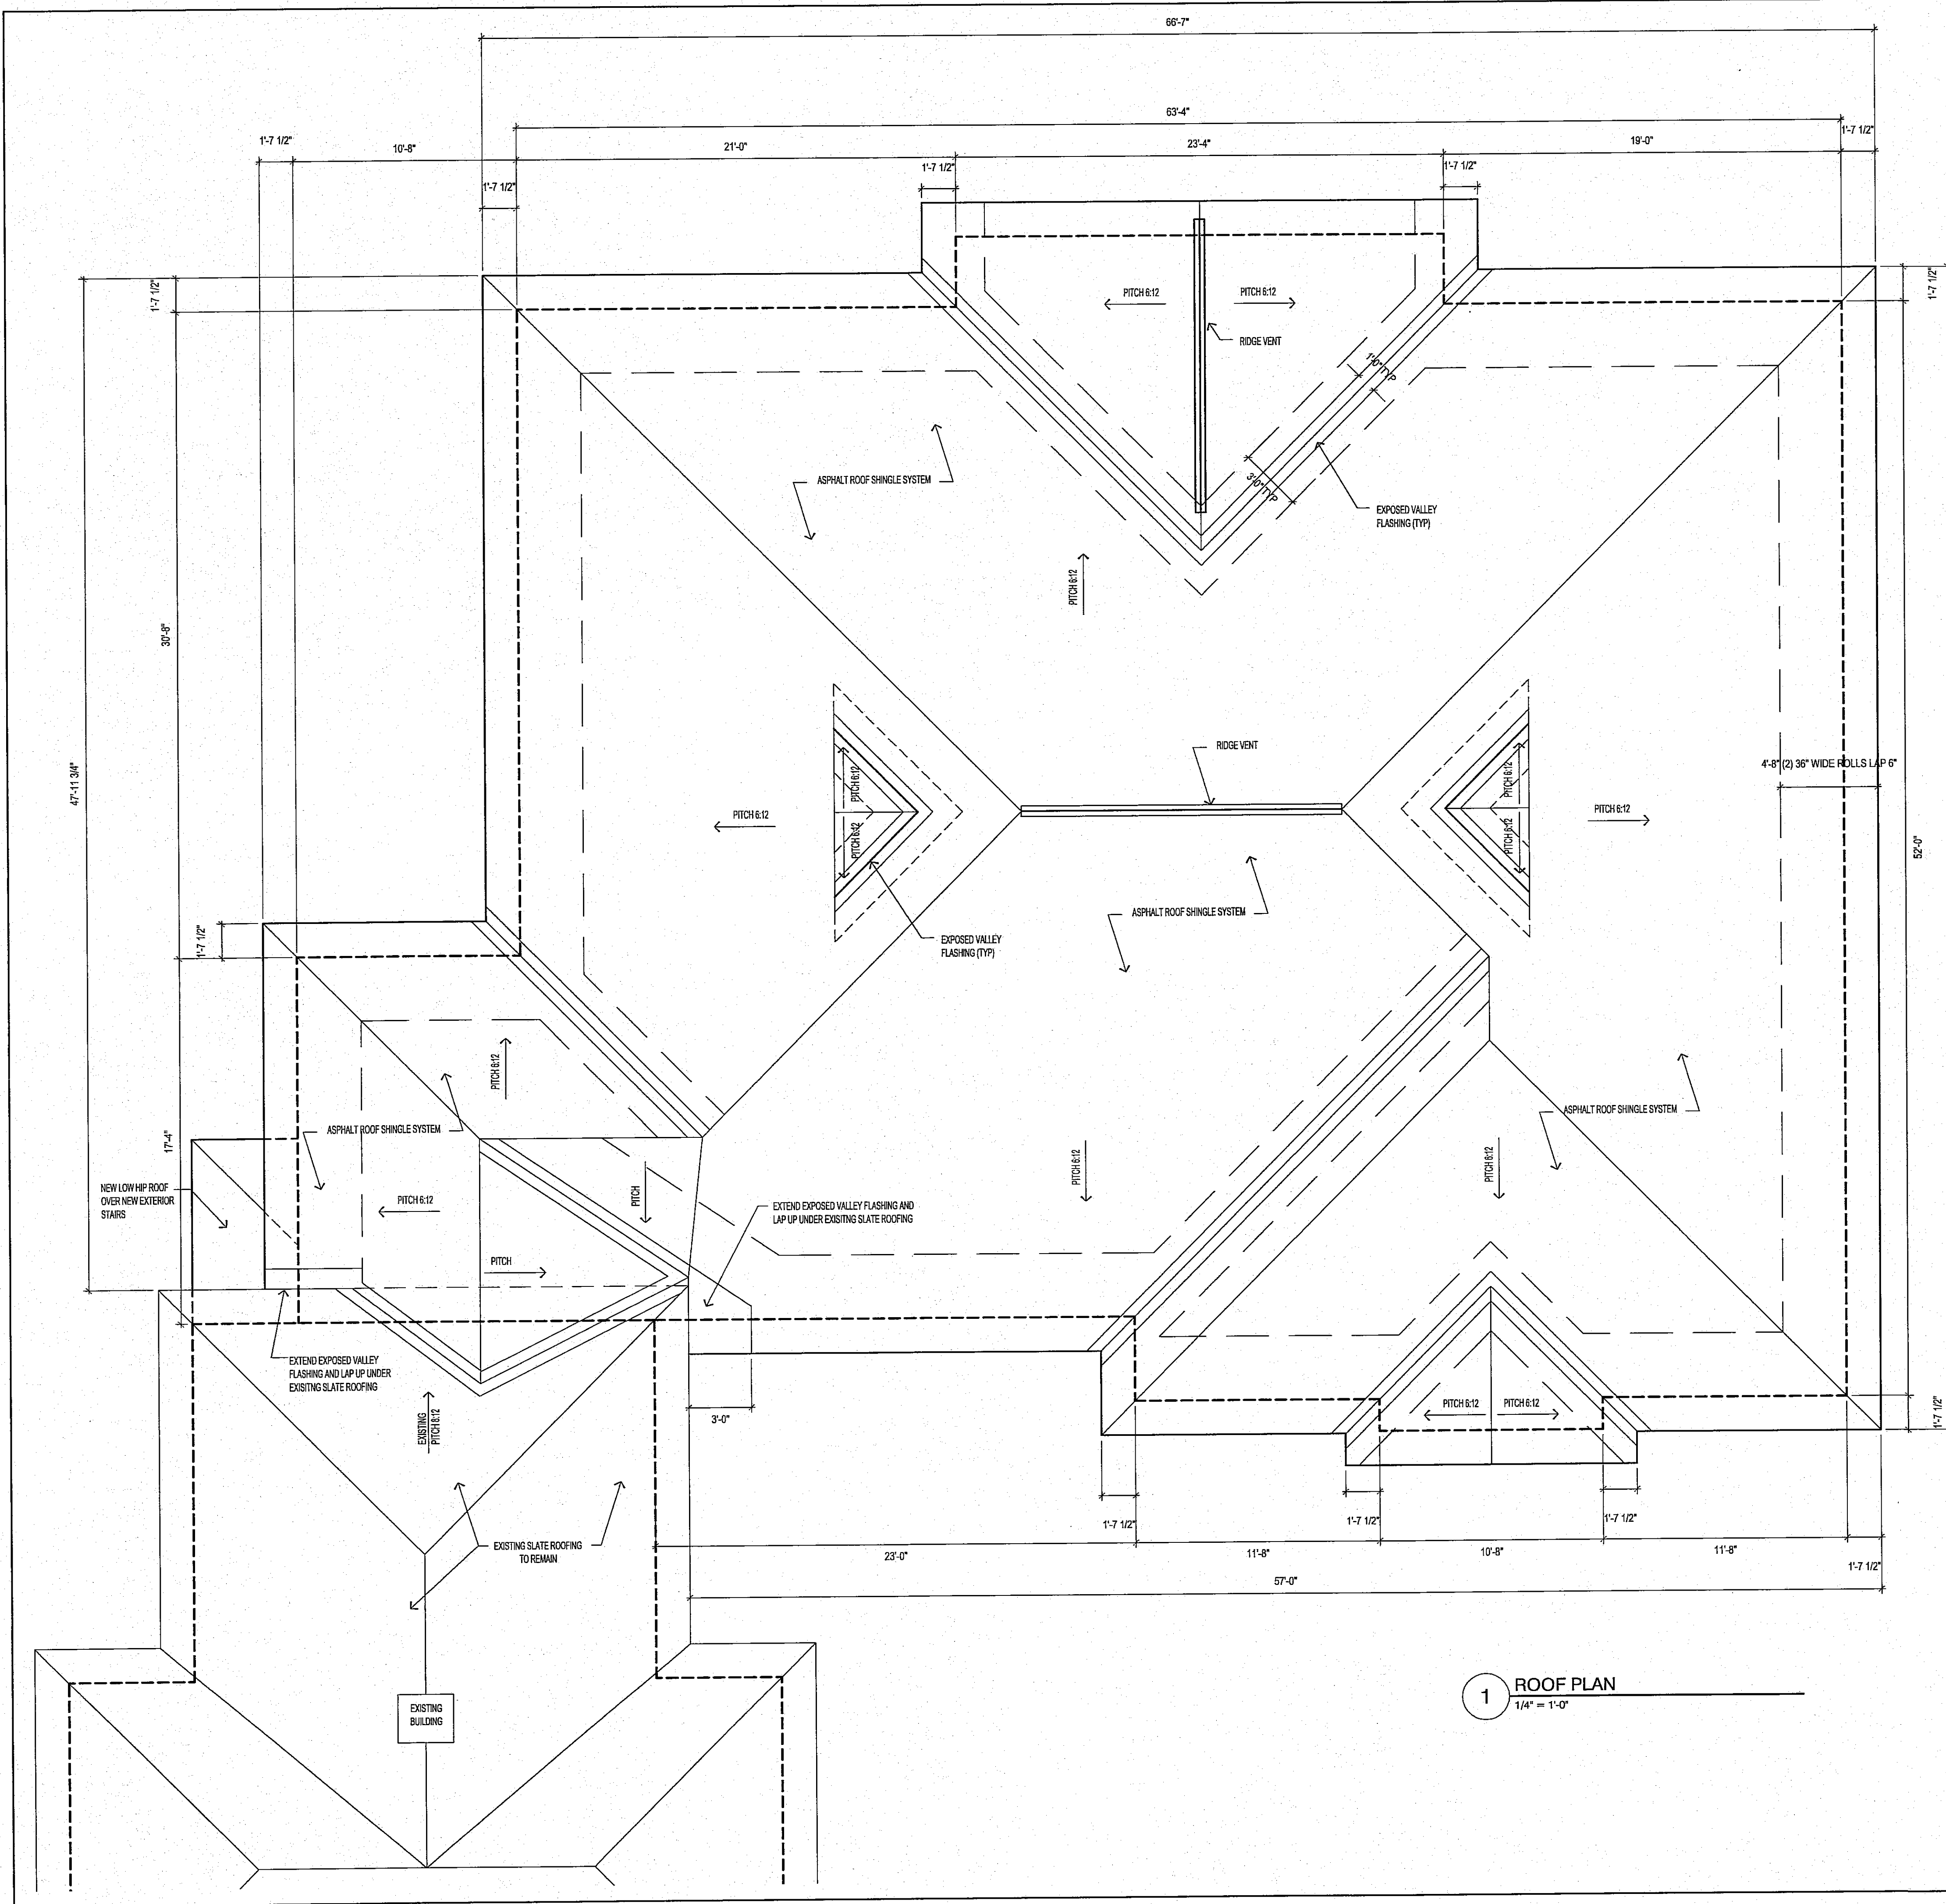 66'-7"
63'-4"
1'-7 1/2"
1'-7 1/2"
10'-8"
21'-0"
23'-4"
19'-0"
1'-7 1/2"
1'-7 1/2"
1'-7 1/2"
1'-7 1/2"
1'-7 1/2"
PITCH 6:12
PITCH 6:12
RIDGE VENT
1'-0" TYP
3'-0" TYP
ASPHALT ROOF SHINGLE SYSTEM
EXPOSED VALLEY
FLASHING (TYP)
PITCH 6:12
30'-8"
47'-11 3/4"
RIDGE VENT
PITCH 6:12
PITCH 6:12
PITCH 6:12
PITCH 6:12
PITCH 6:12
4'-8" (2) 36" WIDE ROLLS LAP 6"
PITCH 6:12
52'-0"
ASPHALT ROOF SHINGLE SYSTEM
EXPOSED VALLEY
FLASHING (TYP)
1'-7 1/2"
PITCH 6:12
ASPHALT ROOF SHINGLE SYSTEM
ASPHALT ROOF SHINGLE SYSTEM
17'-4"
PITCH 6:12
PITCH 6:12
NEW LOW HIP ROOF
OVER NEW EXTERIOR
STAIRS
PITCH 6:12
PITCH
EXTEND EXPOSED VALLEY FLASHING AND
LAP UP UNDER EXISITNG SLATE ROOFING
PITCH
EXTEND EXPOSED VALLEY
FLASHING AND LAP UP UNDER
EXISITNG SLATE ROOFING
EXISTING
PITCH 8:12
3'-0"
PITCH 6:12
PITCH 6:12
1'-7 1/2"
1'-7 1/2"
1'-7 1/2"
1'-7 1/2"
EXISTING SLATE ROOFING
TO REMAIN
23'-0"
11'-8"
10'-8"
11'-8"
1'-7 1/2"
57'-0"
EXISTING
BUILDING
1
ROOF PLAN
1/4" = 1'-0"